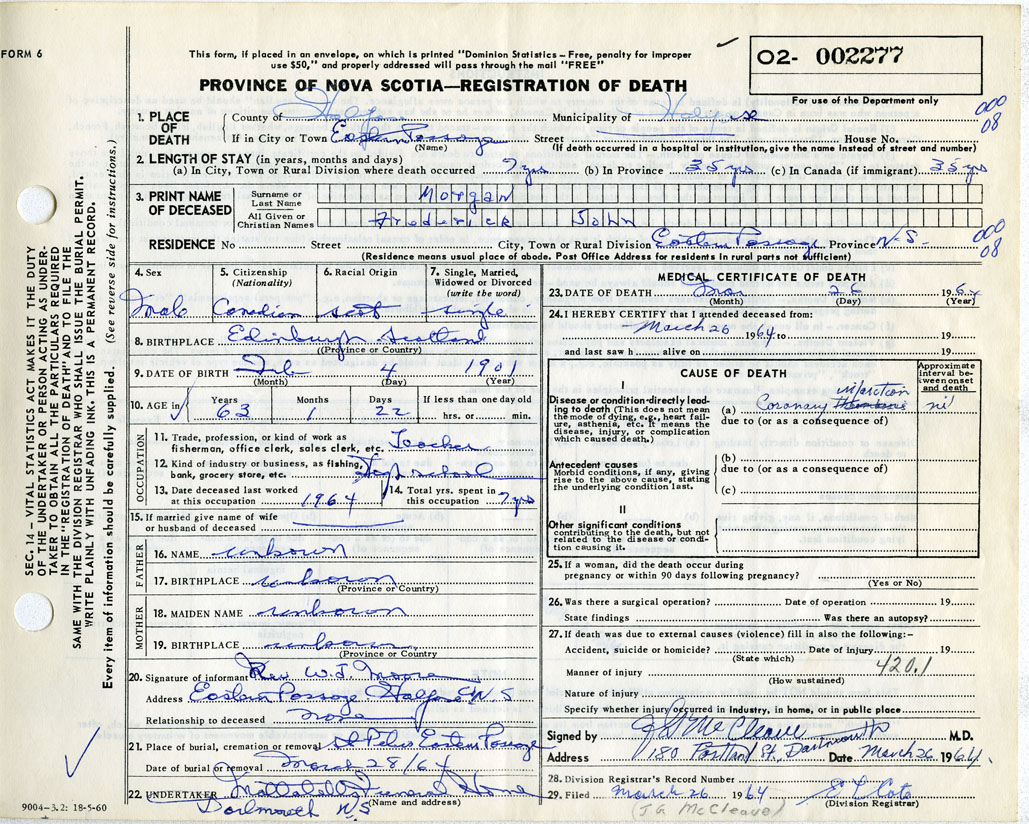 FORM 6
This form, if placed in an envelope, on which is printed "Dominion Statistics – Free, penalty for improper
use $50," and properly addressed will pass through the mail "FREE"
02- 002277
For use of the Department only
PROVINCE OF NOVA SCOTIA—REGISTRATION OF DEATH
000
08
1. PLACE OF DEATH
County of Halifax Municipality of Halifax
If in City or Town Eastern Passage Street House No.
(Name) (If death occurred in a hospital or institution, give the name instead of street and number)
2. LENGTH OF STAY (in years, months and days)
(a) In City, Town or Rural Division where death occurred 7 yrs (b) In Province 35 yrs (c) In Canada (if immigrant) 35 yrs
3. PRINT NAME OF DECEASED
Surname or Last Name Morgan
All Given or Christian Names Frederick John
RESIDENCE No Street City, Town or Rural Division Eastern Passage Province N.S.
000
08
(Residence means usual place of abode. Post Office Address for residents in rural parts not sufficient)
4. Sex Male
5. Citizenship (Nationality) Canadian
6. Racial Origin Scot
7. Single, Married, Widowed or Divorced (write the word) single
8. BIRTHPLACE Edinburgh Scotland
(Province or Country)
9. DATE OF BIRTH Feb 4 1901
(Month) (Day) (Year)
10. AGE in Years Months Days If less than one day old
63 1 22 hrs. or min.
OCCUPATION
11. Trade, profession, or kind of work as
fisherman, office clerk, sales clerk, etc. Teacher
12. Kind of industry or business, as fishing,
bank, grocery store, etc. High school
13. Date deceased last worked
at this occupation 1964
14. Total yrs. spent in
this occupation 7 yrs
15. If married give name of wife
or husband of deceased
FATHER
16. NAME unknown
17. BIRTHPLACE unknown
(Province or Country)
MOTHER
18. MAIDEN NAME unknown
19. BIRTHPLACE unknown
(Province or Country
20. Signature of informant Rev W. J. Moore
Address Eastern Passage Halifax N S
Relationship to deceased none
21. Place of burial, cremation or removal St Peters Eastern Passage
Date of burial or removal March 28/64
22. UNDERTAKER Mattatall Funeral Home
(Name and address)
Dartmouth N S
9004–3.2: 18-5-60
MEDICAL CERTIFICATE OF DEATH
23. DATE OF DEATH Mar 26 1964
(Month) (Day) (Year)
24. I HEREBY CERTIFY that I attended deceased from:
March 26 1964 to 19
and last saw h alive on 19
CAUSE OF DEATH
Approximate interval between onset and death
I
Disease or condition directly leading to death (This does not mean the mode of dying, e.g., heart failure, asthenia, etc. It means the disease, injury, or complication which caused death.)
(a) Coronary infarction nil
due to (or as a consequence of)
Antecedent causes
Morbid conditions, if any, giving rise to the above cause, stating the underlying condition last.
(b)
due to (or as a consequence of)
(c)
II
Other significant conditions
contributing to the death, but not related to the disease or condition causing it.
25. If a woman, did the death occur during
pregnancy or within 90 days following pregnancy?
(Yes or No)
26. Was there a surgical operation? Date of operation 19
State findings Was there an autopsy?
27. If death was due to external causes (violence) fill in also the following:–
Accident, suicide or homicide? Date of injury 19
(State which)
Manner of injury 420.1
(How sustained)
Nature of injury
Specify whether injury occurred in Industry, in home, or in public place
Signed by J G McCleave M.D.
Address 180 Portland St. Dartmouth Date March 26 1964
28. Division Registrar's Record Number
29. Filed March 26 1964
(Division Registrar)
(J G McCleave)
SEC. 14 – VITAL STATISTICS ACT MAKES IT THE DUTY
OF THE UNDERTAKER OR PERSON ACTING AS UNDER-
TAKER TO OBTAIN ALL THE PARTICULARS REQUIRED
IN THE "REGISTRATION OF DEATH" AND TO FILE THE
SAME WITH THE DIVISION REGISTRAR WHO SHALL ISSUE THE BURIAL PERMIT.
WRITE PLAINLY WITH UNFADING INK. THIS IS A PERMANENT RECORD.
Every item of information should be carefully supplied. (See reverse side for instructions.)